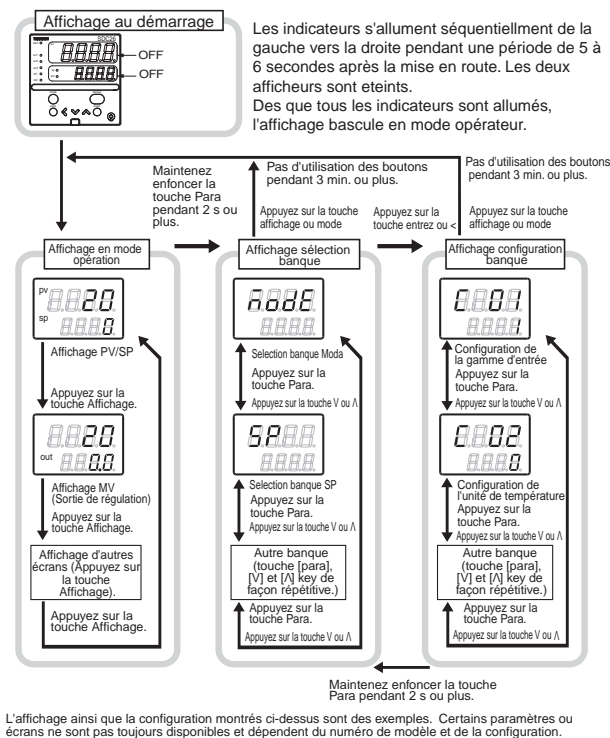 Affichage au démarrage
SDC26
OFF
OFF
Les indicateurs s'allument séquentiellment de la
gauche vers la droite pendant une période de 5 à
6 secondes après la mise en route. Les deux
afficheurs sont eteints.
Des que tous les indicateurs sont allumés,
l'affichage bascule en mode opérateur.
Maintenez
enfoncer la
touche Para
pendant 2 s ou
plus.
Pas d'utilisation des boutons
pendant 3 min. ou plus.
Appuyez sur la touche
affichage ou mode
Appuyez sur la
touche entrez ou <
Pas d'utilisation des boutons
pendant 3 min. ou plus.
Appuyez sur la touche
affichage ou mode
Affichage en mode
opération
pv 20
sp 0
Affichage PV/SP
Appuyez sur la
touche Affichage.
20
out 0.0
Affichage MV
(Sortie de régulation)
Appuyez sur la
touche Affichage.
Affichage d'autres
écrans (Appuyez sur
la touche
Affichage).
Appuyez sur la
touche Affichage.
Affichage sélection
banque
modE
Selection banque Moda
Appuyez sur la
touche Para.
Appuyez sur la touche V ou Λ
SP
Selection banque SP
Appuyez sur la
touche Para.
Appuyez sur la touche V ou Λ
Autre banque
(touche [para],
[V] et [Λ] key de
façon répétitive.)
Appuyez sur la
touche Para.
Appuyez sur la touche V ou Λ
Affichage configuration
banque
C 01
1
Configuration de
la gamme d'entrée
Appuyez sur la
touche Para.
Appuyez sur la touche V ou Λ
C 02
0
Configuration de
l'unité de température
Appuyez sur la
touche Para.
Appuyez sur la touche V ou Λ
Autre banque
(touche [para],
[V] et [Λ] key de
façon répétitive.)
Appuyez sur la
touche Para.
Appuyez sur la touche V ou Λ
Maintenez enfoncer la touche
Para pendant 2 s ou plus.
L'affichage ainsi que la configuration montrés ci-dessus sont des exemples. Certains paramètres ou
écrans ne sont pas toujours disponibles et dépendent du numéro de modèle et de la configuration.